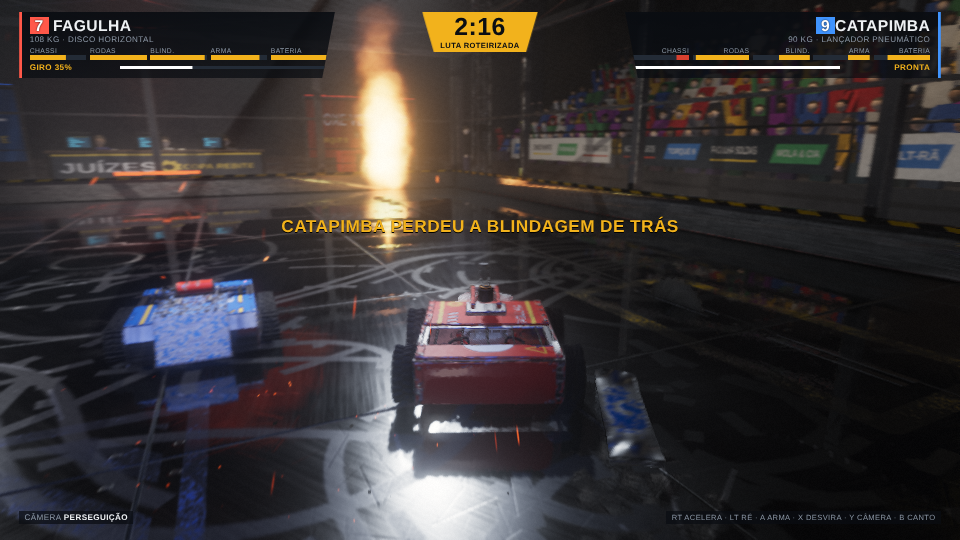 7 FAGULHA
108 KG · DISCO HORIZONTAL
CHASSI RODAS BLIND. ARMA BATERIA
GIRO 35%
2:16
LUTA ROTEIRIZADA
9 CATAPIMBA
90 KG · LANÇADOR PNEUMÁTICO
CHASSI RODAS BLIND. ARMA BATERIA
PRONTA
JUÍZES
CATAPIMBA PERDEU A BLINDAGEM DE TRÁS
CÂMERA PERSEGUIÇÃO
RT ACELERA · LT RÉ · A ARMA · X DESVIRA · Y CÂMERA · B CANTO